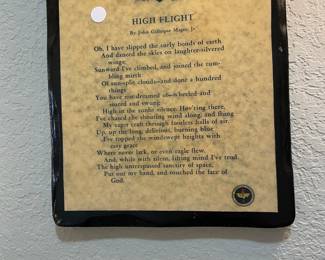 HIGH FLIGHT
By John Gillespie Magee, Jr.
Oh, I have slipped the surly bonds of earth
And danced the skies on laughter-silvered
wings;
Sunward I've climbed, and joined the tum-
bling mirth
Of sun-split clouds—and done a hundred
things
You have not dreamed of—wheeled and
soared and swung
High in the sunlit silence. Hov'ring there,
I've chased the shouting wind along, and flung
My eager craft through footless halls of air.
Up, up the long, delirious, burning blue
I've topped the windswept heights with
easy grace
Where never lark, or even eagle flew.
And, while with silent, lifting mind I've trod
The high untrespassed sanctity of space,
Put out my hand, and touched the face of
God.